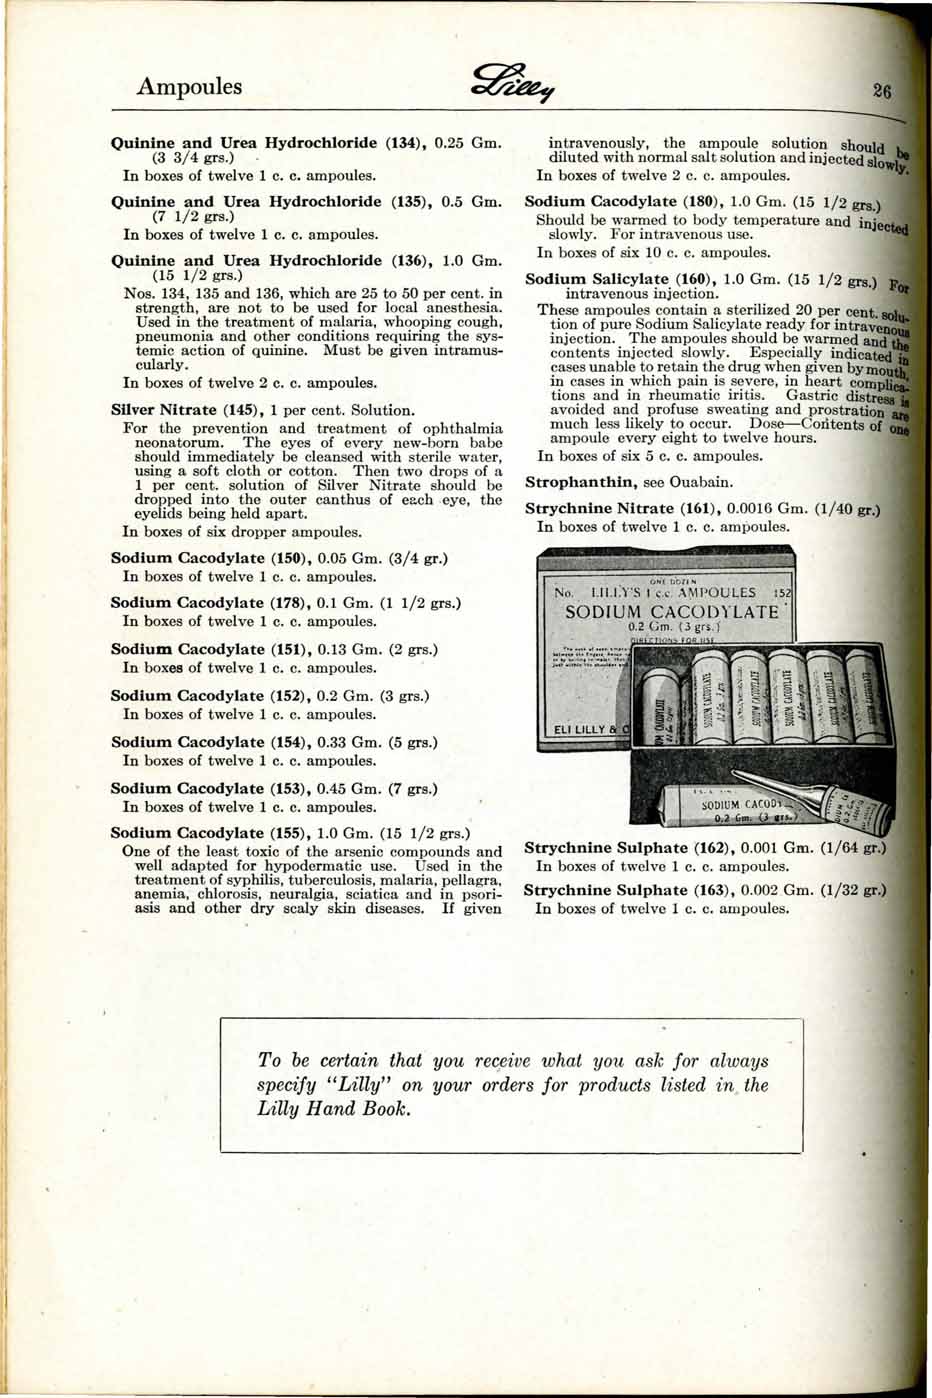 Ampoules
Lilly
26
Quinine and Urea Hydrochloride (134), 0.25 Gm.
(3 3/4 grs.)
In boxes of twelve 1 c. c. ampoules.
Quinine and Urea Hydrochloride (135), 0.5 Gm.
(7 1/2 grs.)
In boxes of twelve 1 c. c. ampoules.
Quinine and Urea Hydrochloride (136), 1.0 Gm.
(15 1/2 grs.)
Nos. 134, 135 and 136, which are 25 to 50 per cent. in
strength, are not to be used for local anesthesia.
Used in the treatment of malaria, whooping cough,
pneumonia and other conditions requiring the sys-
temic action of quinine. Must be given intramus-
cularly.
In boxes of twelve 2 c. c. ampoules.
Silver Nitrate (145), 1 per cent. Solution.
For the prevention and treatment of ophthalmia
neonatorum. The eyes of every new-born babe
should immediately be cleansed with sterile water,
using a soft cloth or cotton. Then two drops of a
1 per cent. solution of Silver Nitrate should be
dropped into the outer canthus of each eye, the
eyelids being held apart.
In boxes of six dropper ampoules.
Sodium Cacodylate (150), 0.05 Gm. (3/4 gr.)
In boxes of twelve 1 c. c. ampoules.
Sodium Cacodylate (178), 0.1 Gm. (1 1/2 grs.)
In boxes of twelve 1 c. c. ampoules.
Sodium Cacodylate (151), 0.13 Gm. (2 grs.)
In boxes of twelve 1 c. c. ampoules.
Sodium Cacodylate (152), 0.2 Gm. (3 grs.)
In boxes of twelve 1 c. c. ampoules.
Sodium Cacodylate (154), 0.33 Gm. (5 grs.)
In boxes of twelve 1 c. c. ampoules.
Sodium Cacodylate (153), 0.45 Gm. (7 grs.)
In boxes of twelve 1 c. c. ampoules.
Sodium Cacodylate (155), 1.0 Gm. (15 1/2 grs.)
One of the least toxic of the arsenic compounds and
well adapted for hypodermatic use. Used in the
treatment of syphilis, tuberculosis, malaria, pellagra,
anemia, chlorosis, neuralgia, sciatica and in psori-
asis and other dry scaly skin diseases. If given
intravenously, the ampoule solution should be
diluted with normal salt solution and injected slowly.
In boxes of twelve 2 c. c. ampoules.
Sodium Cacodylate (180), 1.0 Gm. (15 1/2 grs.)
Should be warmed to body temperature and injected
slowly. For intravenous use.
In boxes of six 10 c. c. ampoules.
Sodium Salicylate (160), 1.0 Gm. (15 1/2 grs.) For
intravenous injection.
These ampoules contain a sterilized 20 per cent. solu-
tion of pure Sodium Salicylate ready for intravenous
injection. The ampoules should be warmed and the
contents injected slowly. Especially indicated in
cases unable to retain the drug when given by mouth,
in cases in which pain is severe, in heart complica-
tions and in rheumatic iritis. Gastric distress is
avoided and profuse sweating and prostration are
much less likely to occur. Dose—Contents of one
ampoule every eight to twelve hours.
In boxes of six 5 c. c. ampoules.
Strophanthin, see Ouabain.
Strychnine Nitrate (161), 0.0016 Gm. (1/40 gr.)
In boxes of twelve 1 c. c. ampoules.
ONE DOZEN
No. LILLY'S 1 c.c. AMPOULES 152
SODIUM CACODYLATE
0.2 Gm. (3 grs.)
DIRECTIONS FOR USE
ELI LILLY & C
SODIUM CACODY
0.2 Gm. (3 grs.)
Strychnine Sulphate (162), 0.001 Gm. (1/64 gr.)
In boxes of twelve 1 c. c. ampoules.
Strychnine Sulphate (163), 0.002 Gm. (1/32 gr.)
In boxes of twelve 1 c. c. ampoules.
To be certain that you receive what you ask for always
specify "Lilly" on your orders for products listed in the
Lilly Hand Book.